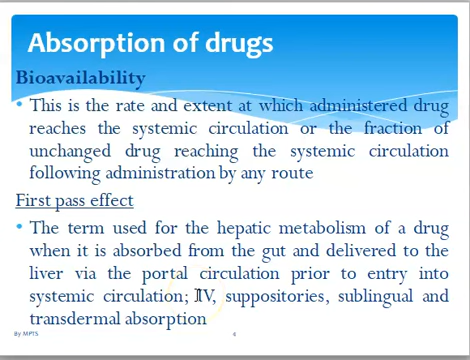 Absorption of drugs
Bioavailability
• This is the rate and extent at which administered drug
reaches the systemic circulation or the fraction of
unchanged drug reaching the systemic circulation
following administration by any route
First pass effect
• The term used for the hepatic metabolism of a drug
when it is absorbed from the gut and delivered to the
liver via the portal circulation prior to entry into
systemic circulation; IV, suppositories, sublingual and
transdermal absorption
By MPTS 4